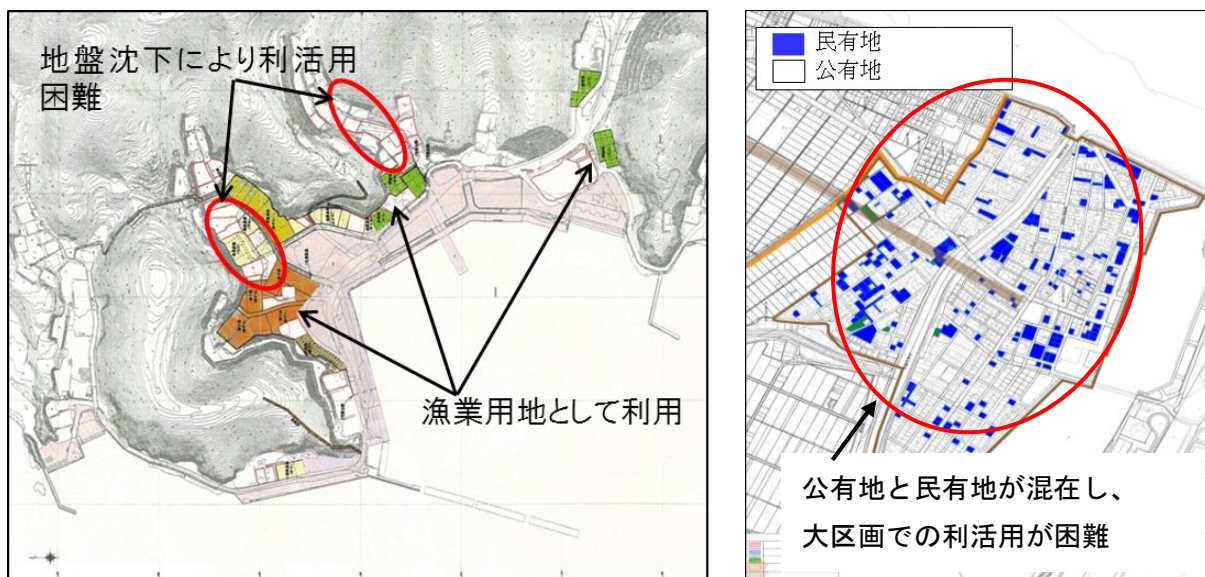 地盤沈下により利活用
困難
漁業用地として利用
民有地
公有地
公有地と民有地が混在し、
大区画での利活用が困難